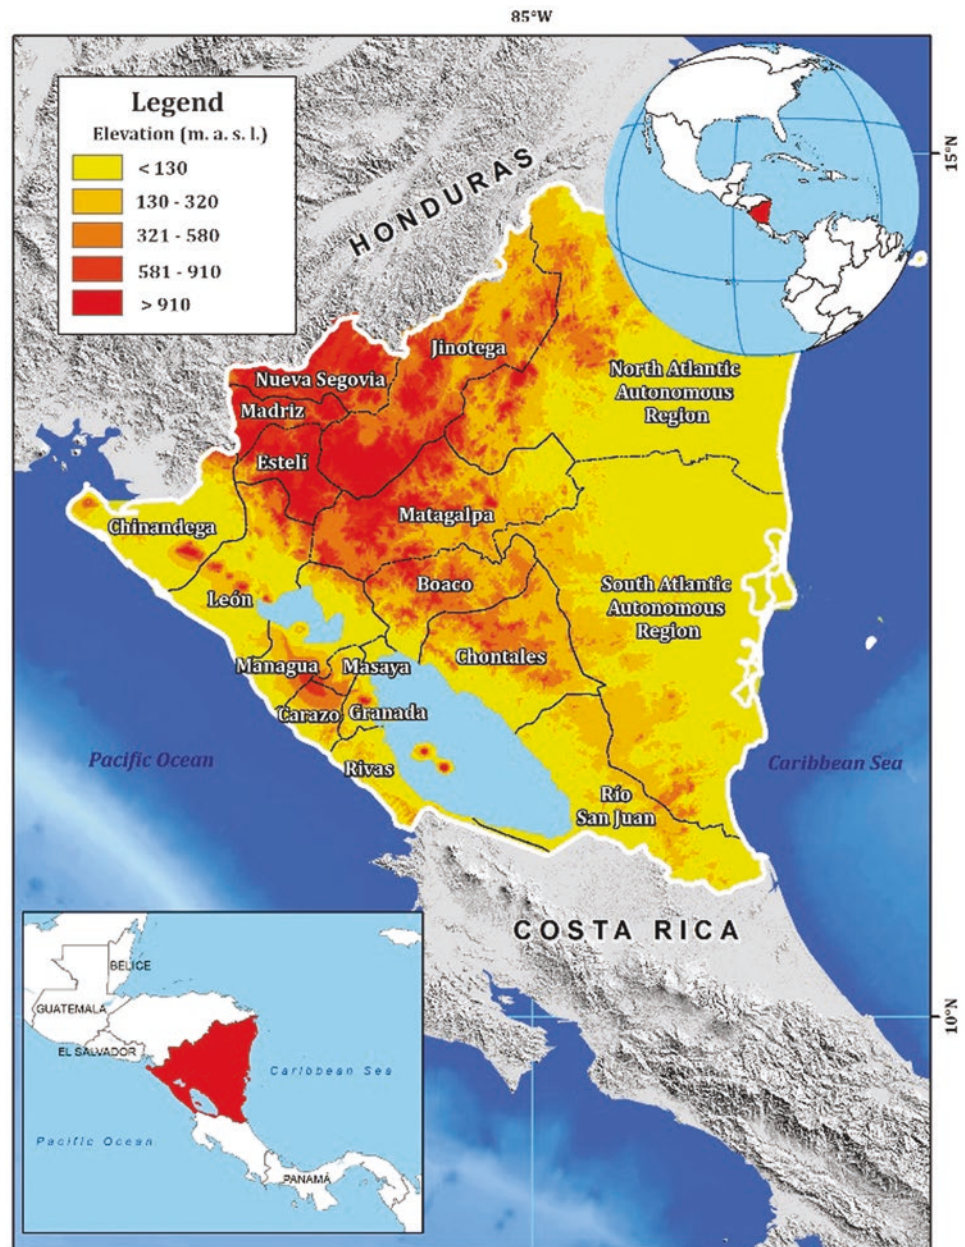 85°W
Legend
Elevation (m. a. s. l.)
< 130
130 - 320
321 - 580
581 - 910
> 910
15°N
HONDURAS
Jinotega
Nueva Segovia
North Atlantic
Autonomous
Region
Madriz
Estelí
Chinandega
Matagalpa
Boaco
South Atlantic
Autonomous
Region
León
Chontales
Managua
Masaya
Carazo
Granada
Pacific Ocean
Rivas
Caribbean Sea
Río
San Juan
COSTA RICA
10°N
BELICE
GUATEMALA
EL SALVADOR
Caribbean Sea
Pacific Ocean
PANAMÁ